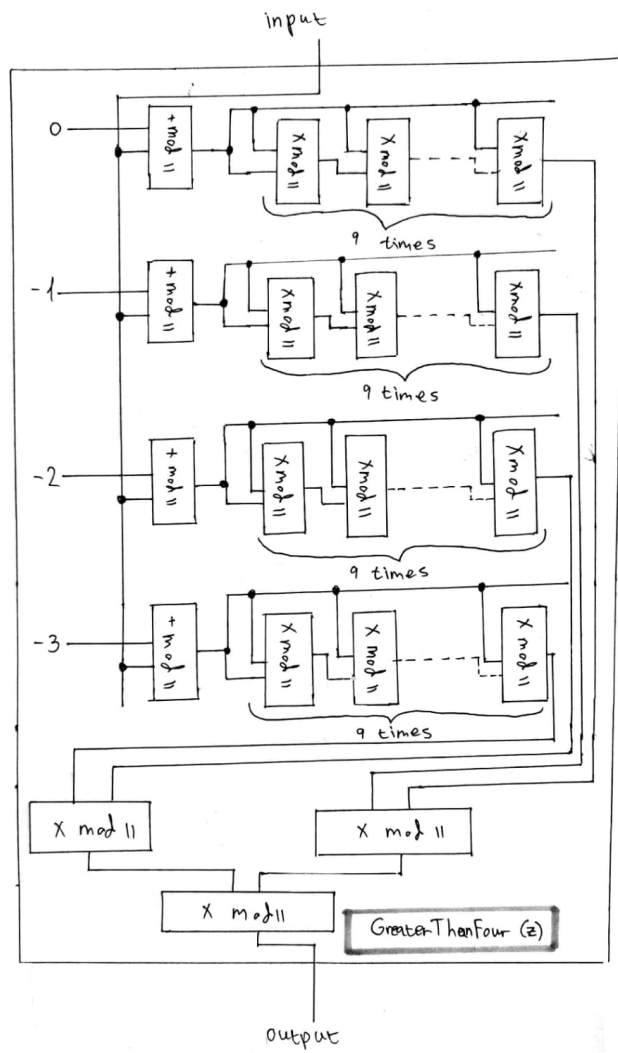 input
0
+ mod 11
X mod 11
X mod 11
X mod 11
9 times
-1
+ mod 11
X mod 11
X mod 11
X mod 11
9 times
-2
+ mod 11
X mod 11
X mod 11
X mod 11
9 times
-3
+ mod 11
X mod 11
X mod 11
X mod 11
9 times
X mod 11
X mod 11
X mod 11
GreaterThanFour (z)
output